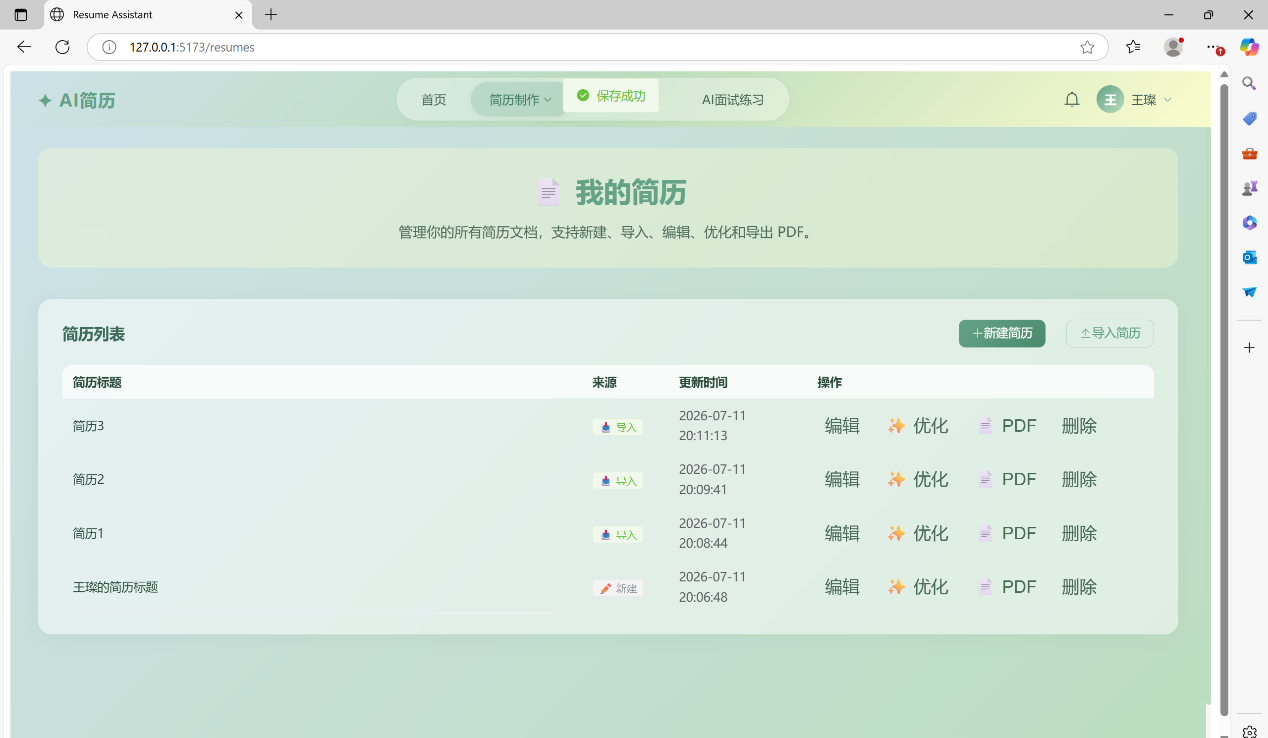 Resume Assistant
127.0.0.1:5173/resumes
AI简历
首页
简历制作
保存成功
AI面试练习
王
王璨
我的简历
管理你的所有简历文档，支持新建、导入、编辑、优化和导出 PDF。
简历列表
+新建简历
导入简历
简历标题 来源 更新时间 操作
简历3 导入 2026-07-11 编辑 优化 PDF 删除
20:11:13
简历2 导入 2026-07-11 编辑 优化 PDF 删除
20:09:41
简历1 导入 2026-07-11 编辑 优化 PDF 删除
20:08:44
王璨的简历标题 新建 2026-07-11 编辑 优化 PDF 删除
20:06:48